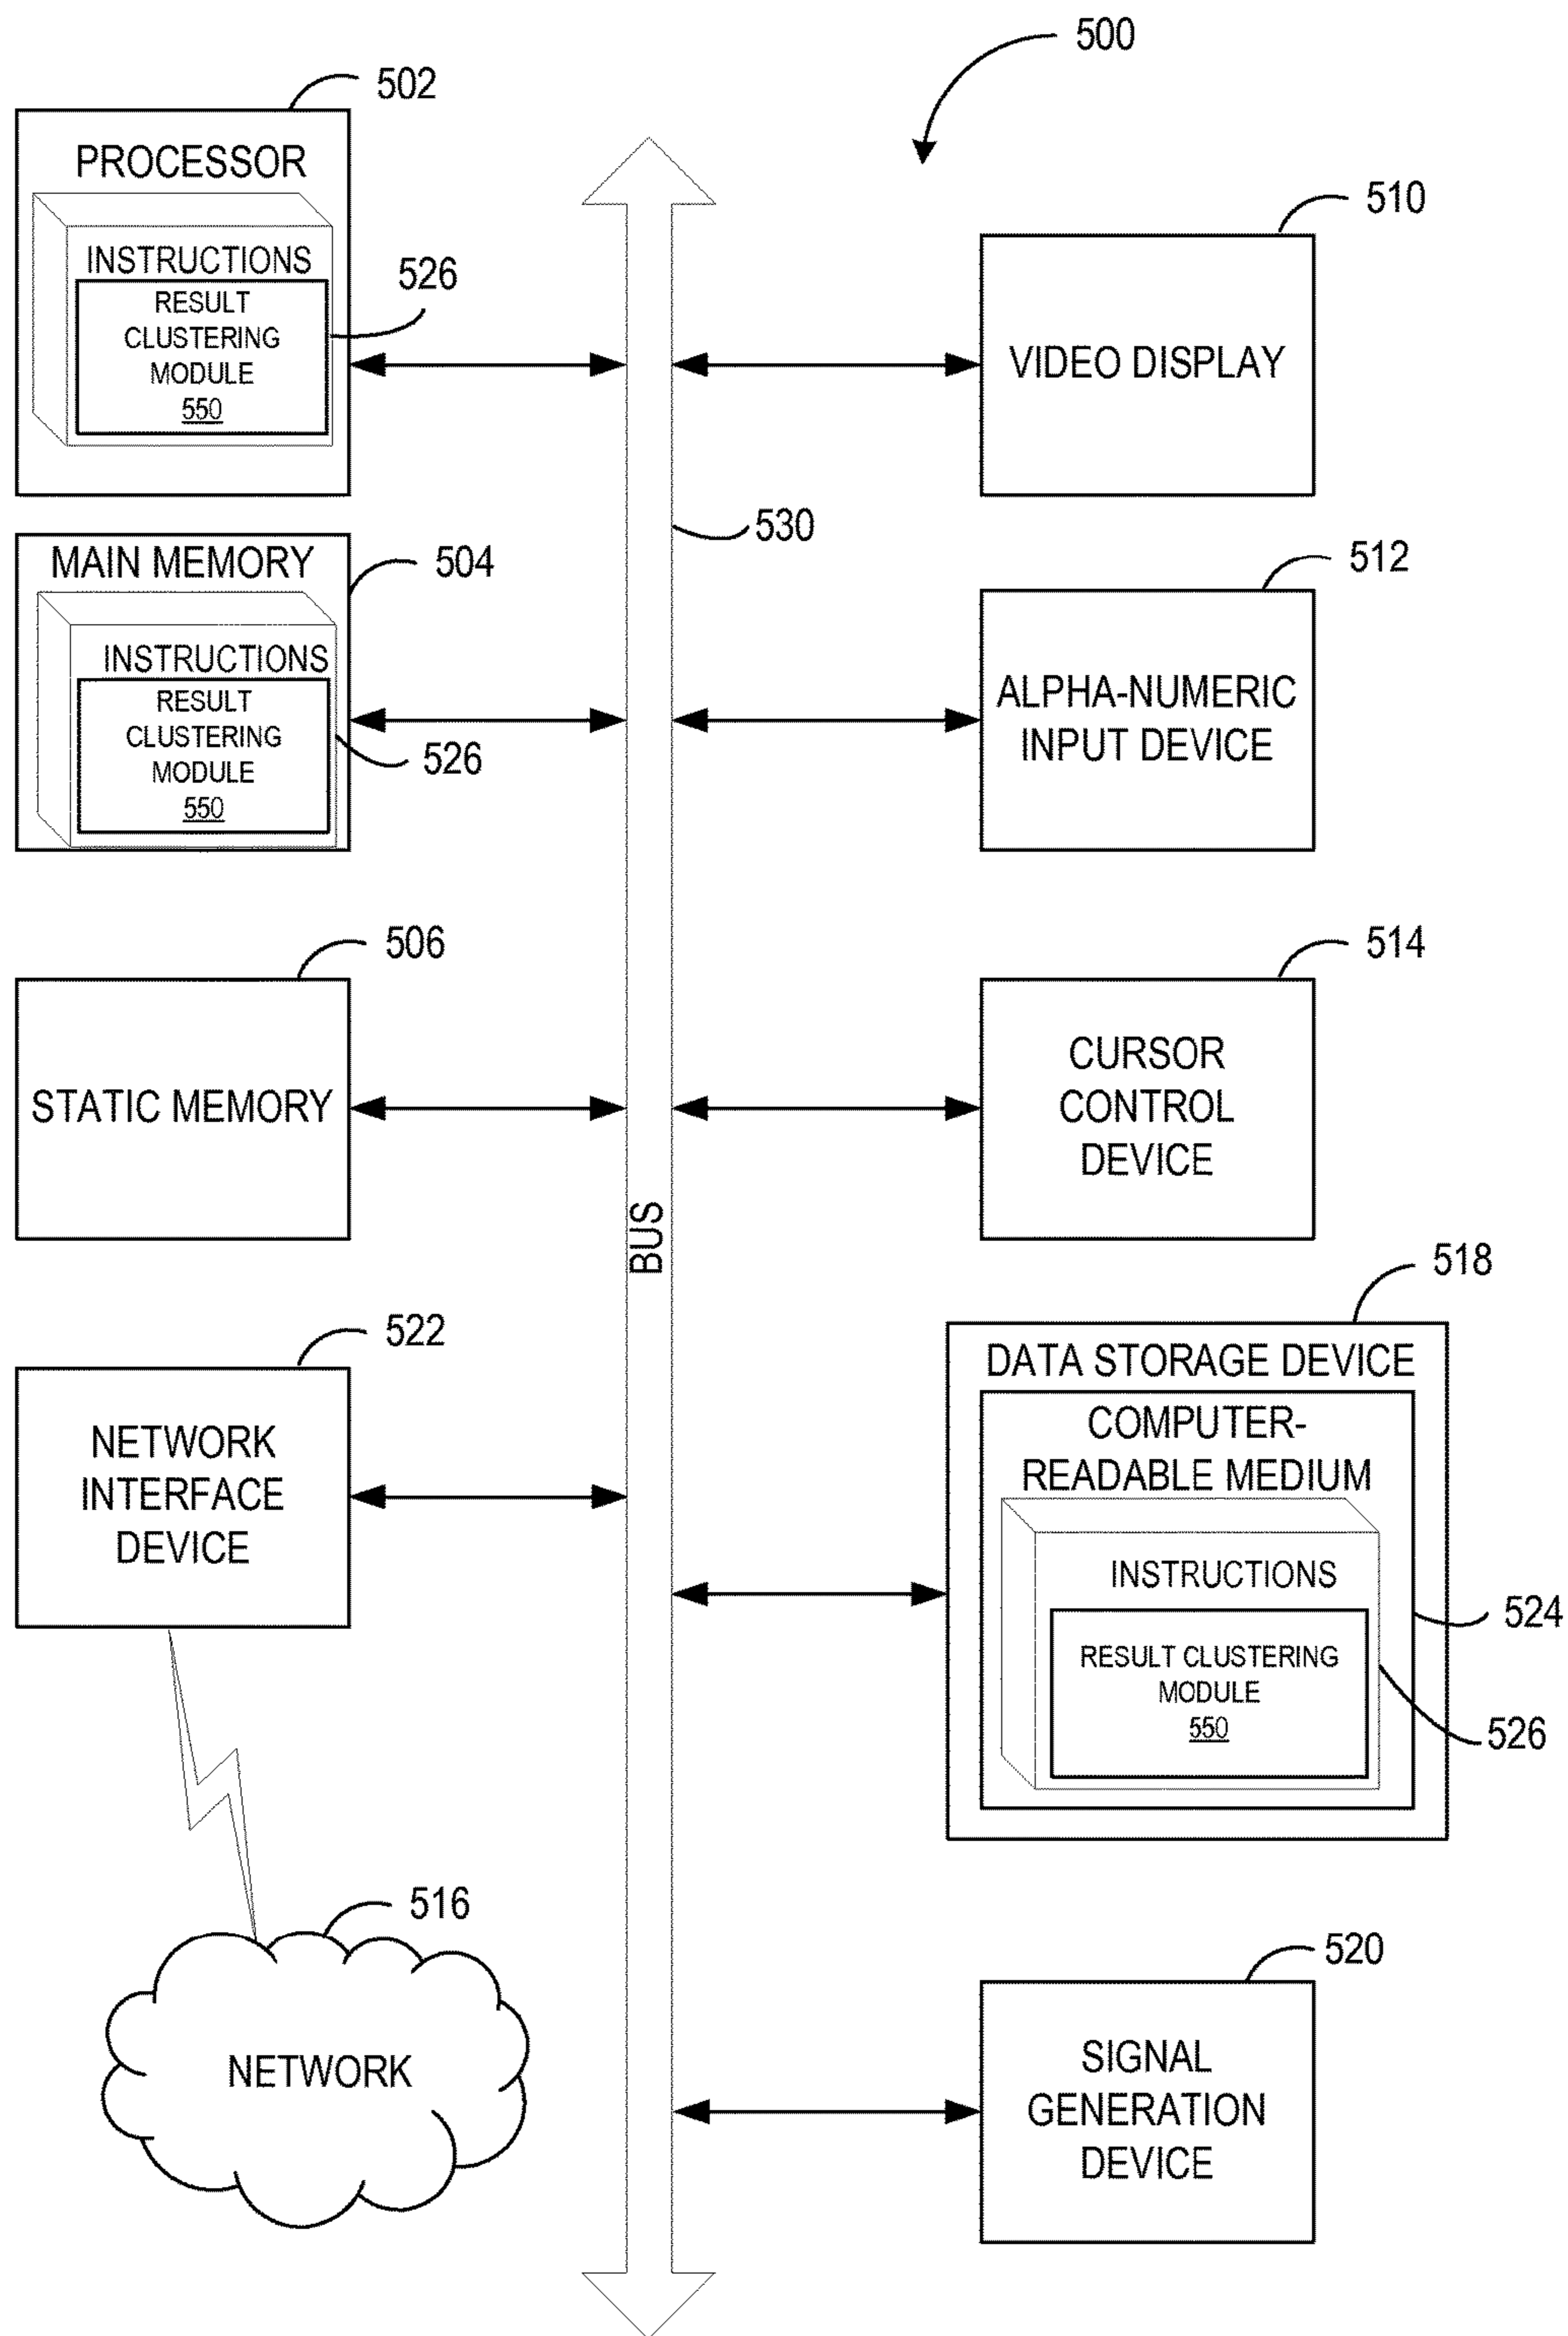 500
502
PROCESSOR
INSTRUCTIONS
526
RESULT
CLUSTERING
MODULE
550
510
VIDEO DISPLAY
530
MAIN MEMORY
504
INSTRUCTIONS
RESULT
CLUSTERING
MODULE
550
526
512
ALPHA-NUMERIC
INPUT DEVICE
506
STATIC MEMORY
514
CURSOR
CONTROL
DEVICE
BUS
522
NETWORK
INTERFACE
DEVICE
518
DATA STORAGE DEVICE
COMPUTER-
READABLE MEDIUM
INSTRUCTIONS
524
RESULT CLUSTERING
MODULE
550
526
516
NETWORK
520
SIGNAL
GENERATION
DEVICE